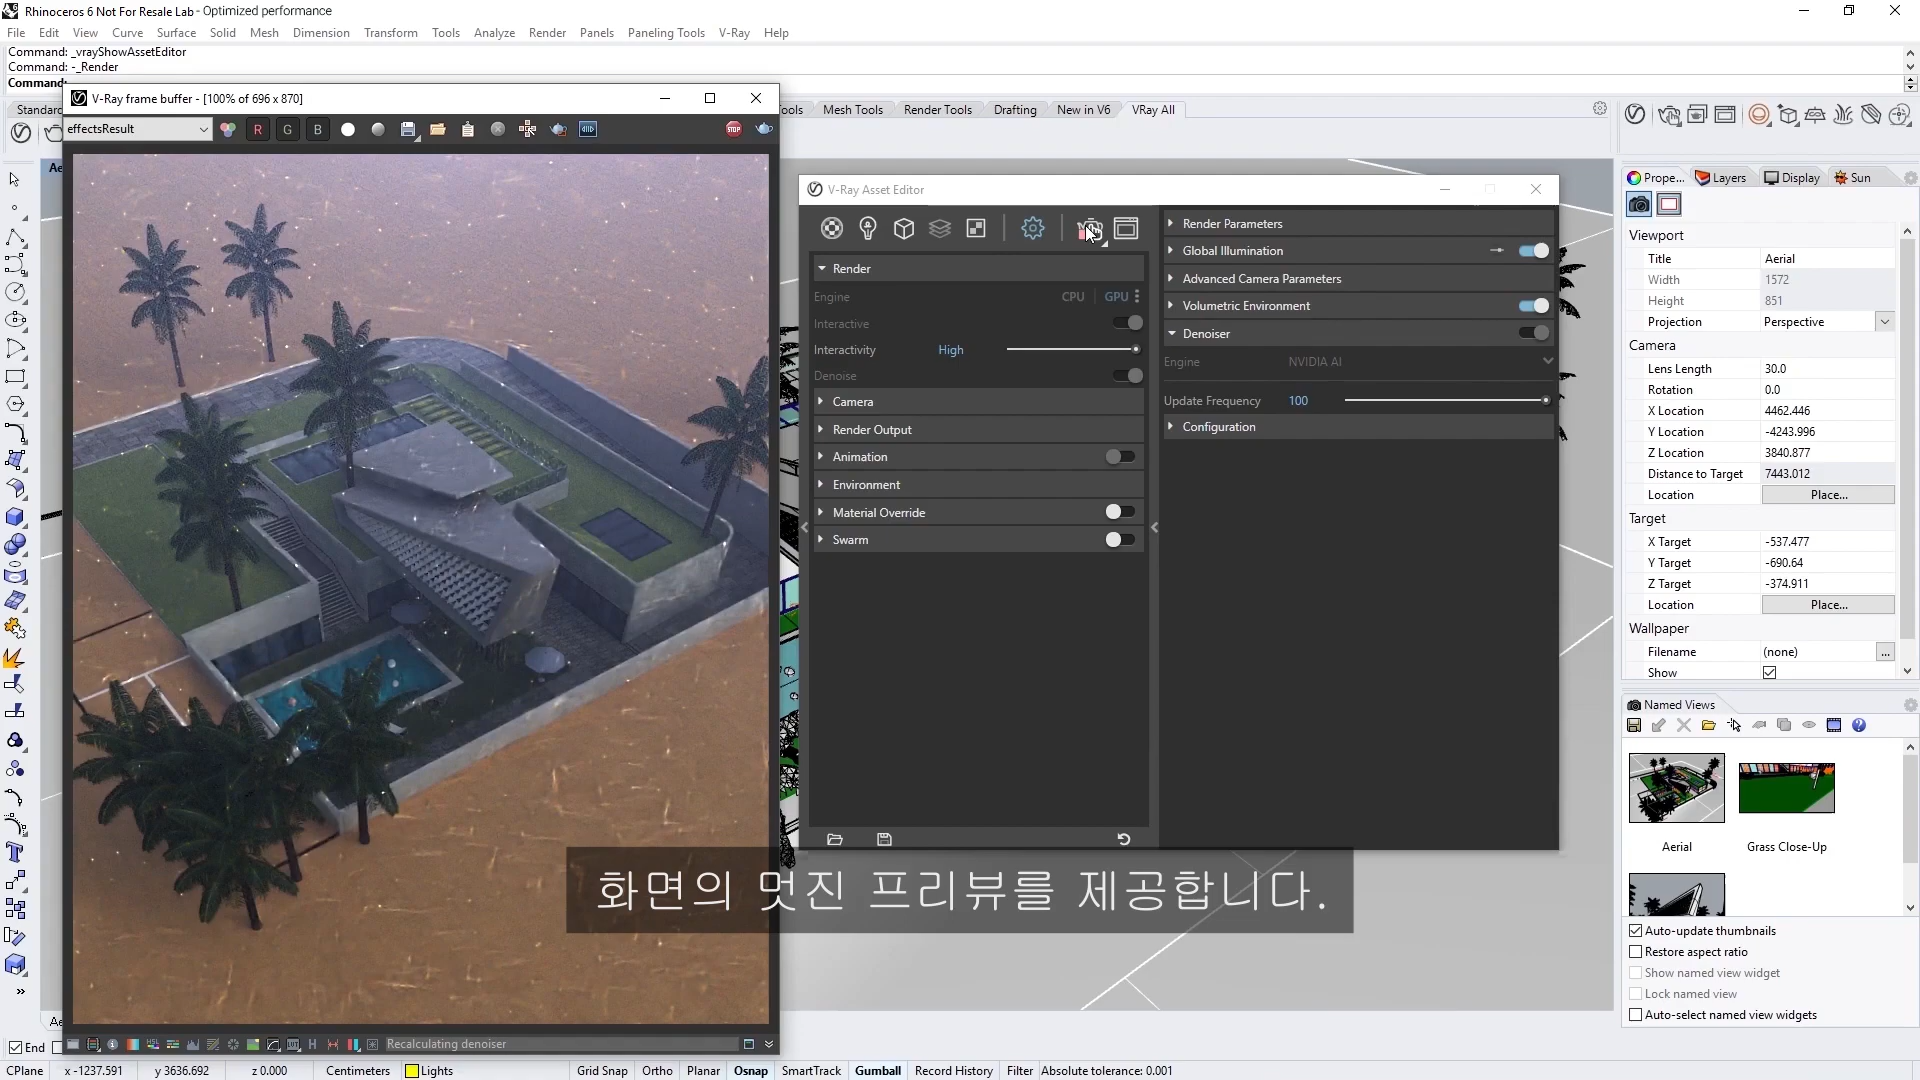 Rhinoceros 6 Not For Resale Lab - Optimized performance
File Edit View Curve Surface Solid Mesh Dimension Transform Tools Analyze Render Panels Paneling Tools V-Ray Help
Command: _vrayShowAssetEditor
Command: -_Render
Command:
V-Ray frame buffer - [100% of 696 x 870]
Standard
Mesh Tools Render Tools Drafting New in V6 VRay All
effectsResult
R G B
STOP
V-Ray Asset Editor
Render
Engine CPU GPU
Interactive
Interactivity High
Denoise
Camera
Render Output
Animation
Environment
Material Override
Swarm
Render Parameters
Global Illumination
Advanced Camera Parameters
Volumetric Environment
Denoiser
Engine NVIDIA AI
Update Frequency 100
Configuration
Prope... Layers Display Sun
Viewport
Title Aerial
Width 1572
Height 851
Projection Perspective
Camera
Lens Length 30.0
Rotation 0.0
X Location 4462.446
Y Location -4243.996
Z Location 3840.877
Distance to Target 7443.012
Location Place...
Target
X Target -537.477
Y Target -690.64
Z Target -374.911
Location Place...
Wallpaper
Filename (none) ...
Show
Named Views
Aerial Grass Close-Up
Auto-update thumbnails
Restore aspect ratio
Show named view widget
Lock named view
Auto-select named view widgets
화면의 멋진 프리뷰를 제공합니다.
Recalculating denoiser
End
CPlane x -1237.591 y 3636.692 z 0.000 Centimeters Lights Grid Snap Ortho Planar Osnap SmartTrack Gumball Record History Filter Absolute tolerance: 0.001